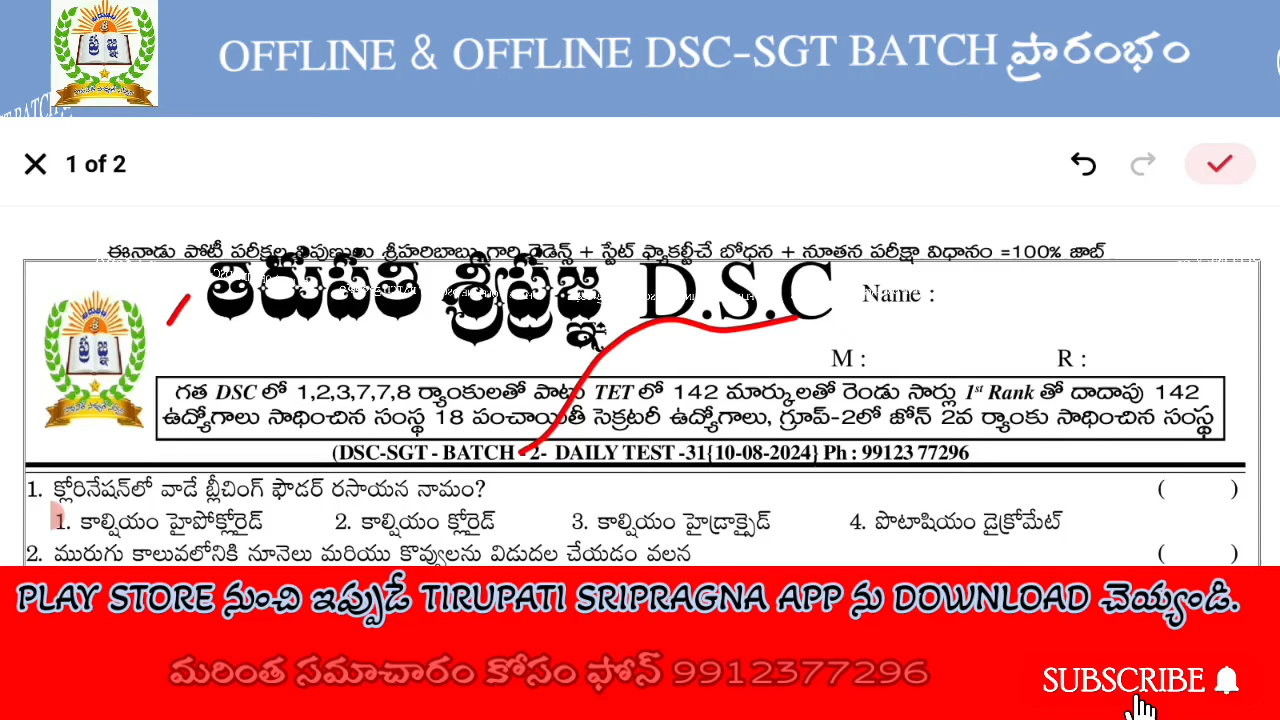 OFFLINE & OFFLINE DSC-SGT BATCH ప్రారంభం
ప్రజ్ఞ
1 of 2
ఈనాడు పోటీ పరీక్షల నిపుణులు శ్రీహరిబాబు గారి గైడెన్స్ + స్టేట్ ఫ్యాకల్టీచే బోధన + నూతన పరీక్షా విధానం =100% జాబ్
తిరుపతి శ్రీప్రజ్ఞ D.S.C
Name :
ప్రజ్ఞ
M : R :
గత DSC లో 1,2,3,7,7,8 ర్యాంకులతో పాటు TET లో 142 మార్కులతో రెండు సార్లు 1st Rank తో దాదాపు 142
ఉద్యోగాలు సాధించిన సంస్థ 18 పంచాయితీ సెక్రటరీ ఉద్యోగాలు, గ్రూప్-2లో జోన్ 2వ ర్యాంకు సాధించిన సంస్థ
(DSC-SGT - BATCH - 2- DAILY TEST -31{10-08-2024} Ph : 99123 77296
1. క్లోరినేషన్‌లో వాడే బ్లీచింగ్ ఫౌడర్ రసాయన నామం? ( )
1. కాల్షియం హైపోక్లోరైడ్ 2. కాల్షియం క్లోరైడ్ 3. కాల్షియం హైడ్రాక్సైడ్ 4. పొటాషియం డైక్రోమేట్
2. మురుగు కాలువలోనికి నూనెలు మరియు కొవ్వులను విడుదల చేయడం వలన ( )
PLAY STORE నుంచి ఇప్పుడే TIRUPATI SRIPRAGNA APP ను DOWNLOAD చెయ్యండి.
మరింత సమాచారం కోసం ఫోన్ 9912377296
SUBSCRIBE